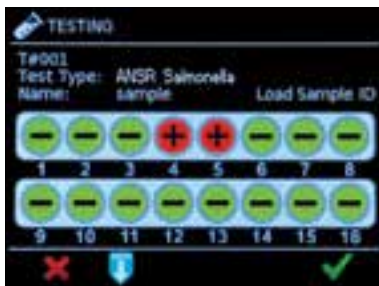 TESTING
T#001
Test Type: ANSR Salmonella
Name: sample Load Sample ID
− − − + + − − −
1 2 3 4 5 6 7 8
− − − − − − − −
9 10 11 12 13 14 15 16